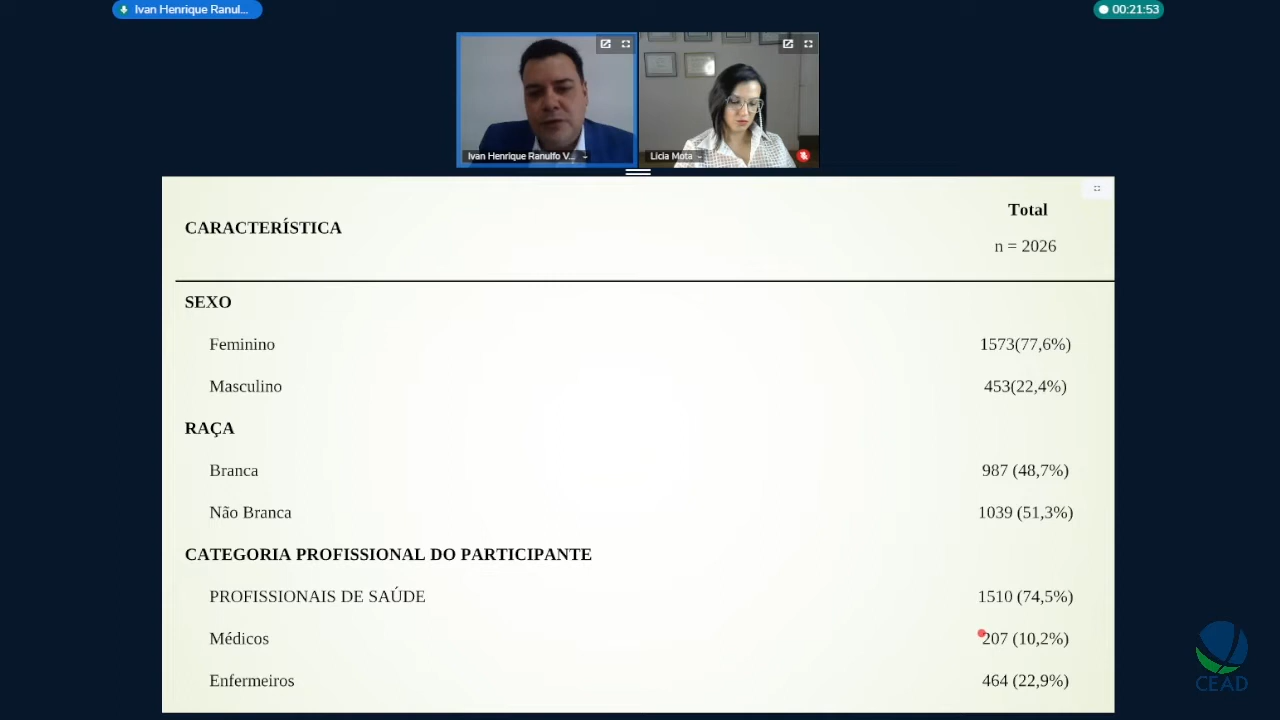 Ivan Henrique Ranul...
00:21:53
Ivan Henrique Ranulfo V...
Licia Mota
CARACTERÍSTICA
Total
n = 2026
SEXO
Feminino 1573(77,6%)
Masculino 453(22,4%)
RAÇA
Branca 987 (48,7%)
Não Branca 1039 (51,3%)
CATEGORIA PROFISSIONAL DO PARTICIPANTE
PROFISSIONAIS DE SAÚDE 1510 (74,5%)
Médicos 207 (10,2%)
Enfermeiros 464 (22,9%)
CEAD